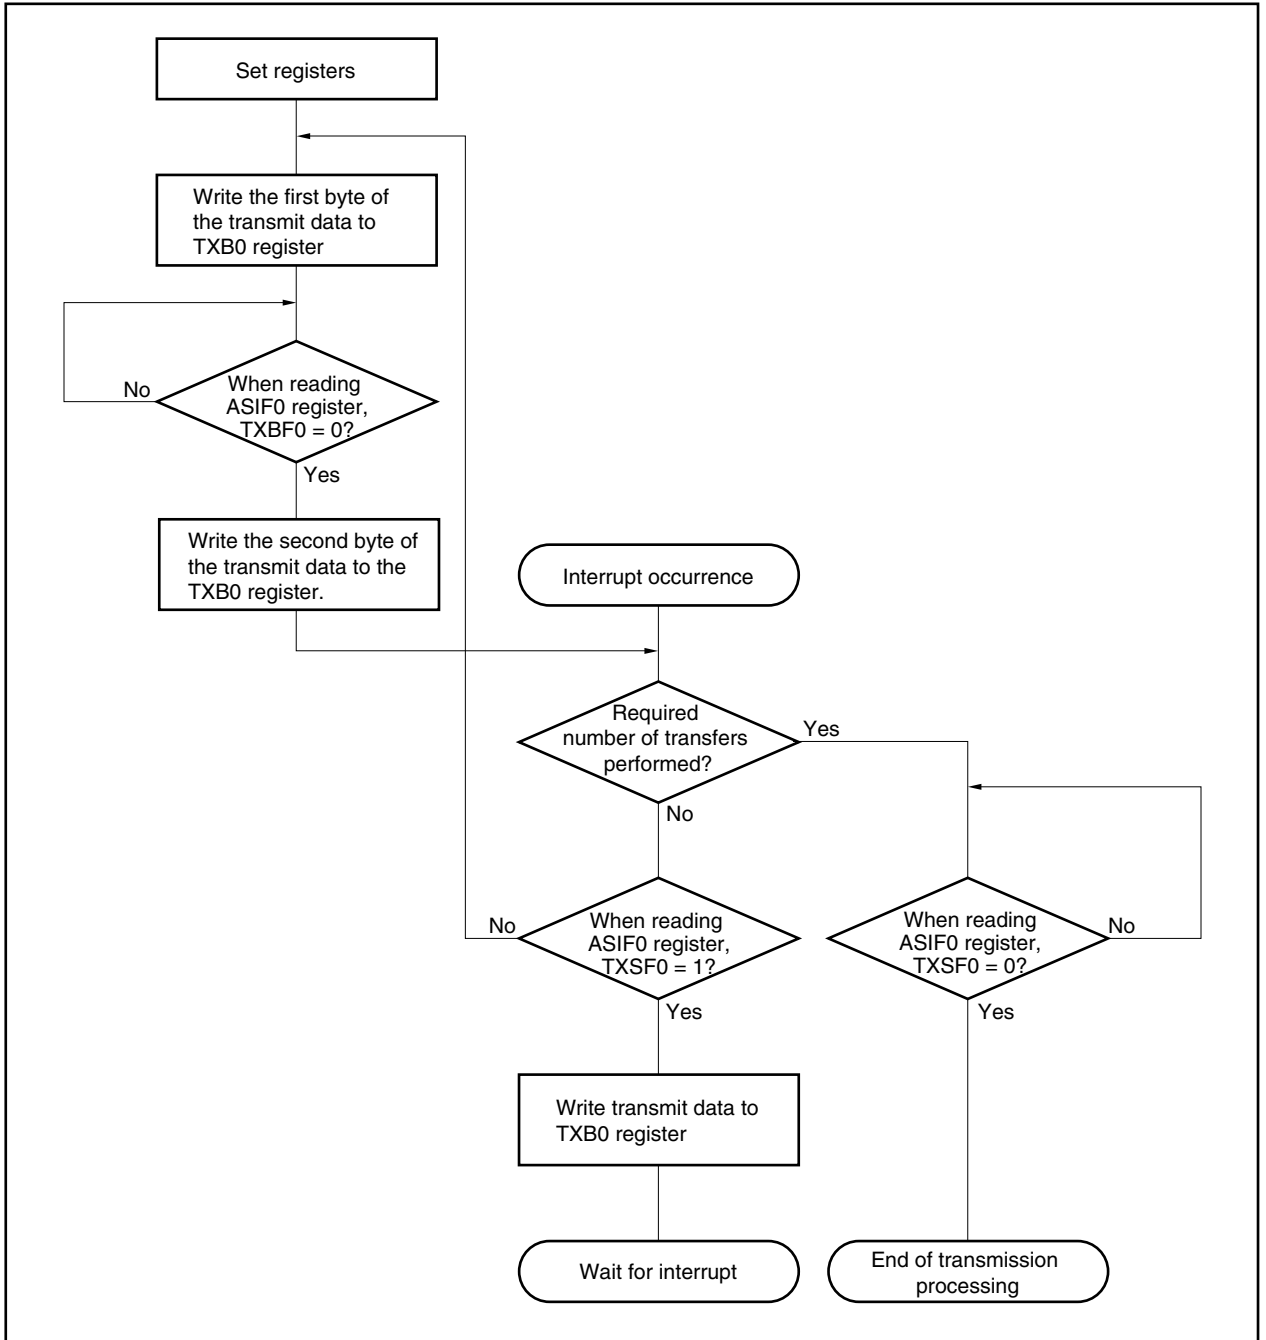 Set registers
Write the first byte of
the transmit data to
TXB0 register
When reading
ASIF0 register,
TXBF0 = 0?
No
Yes
Write the second byte of
the transmit data to the
TXB0 register.
Interrupt occurrence
Required
number of transfers
performed?
Yes
No
When reading
ASIF0 register,
TXSF0 = 1?
No
Yes
When reading
ASIF0 register,
TXSF0 = 0?
No
Yes
Write transmit data to
TXB0 register
Wait for interrupt
End of transmission
processing